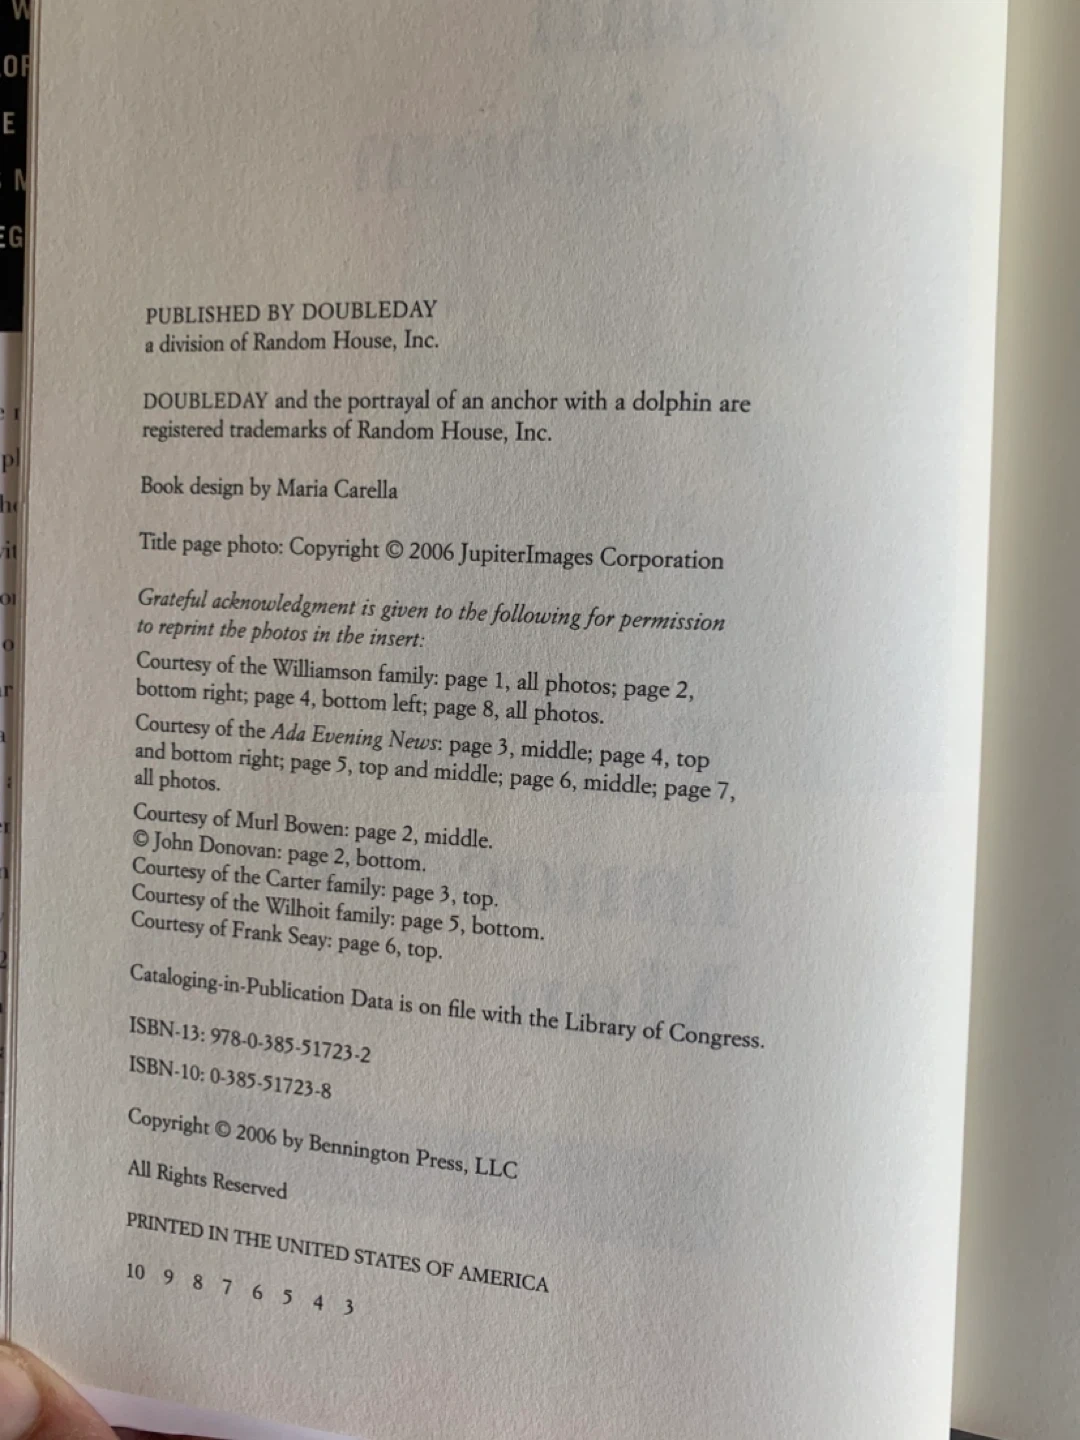 W
OF
E
S M
EG
PUBLISHED BY DOUBLEDAY
a division of Random House, Inc.
DOUBLEDAY and the portrayal of an anchor with a dolphin are
registered trademarks of Random House, Inc.
Book design by Maria Carella
Title page photo: Copyright © 2006 JupiterImages Corporation
Grateful acknowledgment is given to the following for permission
to reprint the photos in the insert:
Courtesy of the Williamson family: page 1, all photos; page 2,
bottom right; page 4, bottom left; page 8, all photos.
Courtesy of the Ada Evening News: page 3, middle; page 4, top
and bottom right; page 5, top and middle; page 6, middle; page 7,
all photos.
Courtesy of Murl Bowen: page 2, middle.
© John Donovan: page 2, bottom.
Courtesy of the Carter family: page 3, top.
Courtesy of the Wilhoit family: page 5, bottom.
Courtesy of Frank Seay: page 6, top.
Cataloging-in-Publication Data is on file with the Library of Congress.
ISBN-13: 978-0-385-51723-2
ISBN-10: 0-385-51723-8
Copyright © 2006 by Bennington Press, LLC
All Rights Reserved
PRINTED IN THE UNITED STATES OF AMERICA
10 9 8 7 6 5 4 3